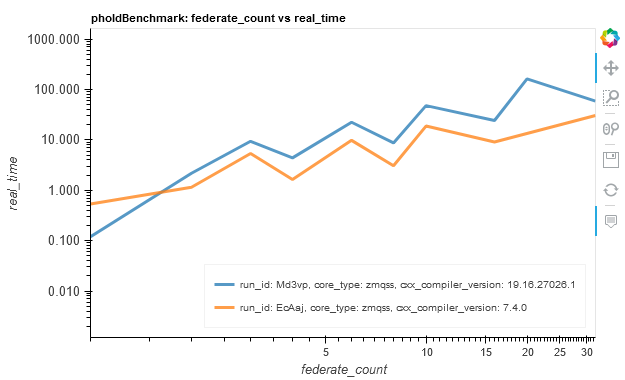 pholdBenchmark: federate_count vs real_time
1000.000
100.000
10.000
1.000
0.100
0.010
real_time
run_id: Md3vp, core_type: zmqss, cxx_compiler_version: 19.16.27026.1
run_id: EcAaj, core_type: zmqss, cxx_compiler_version: 7.4.0
5
10
15
20
25
30
federate_count